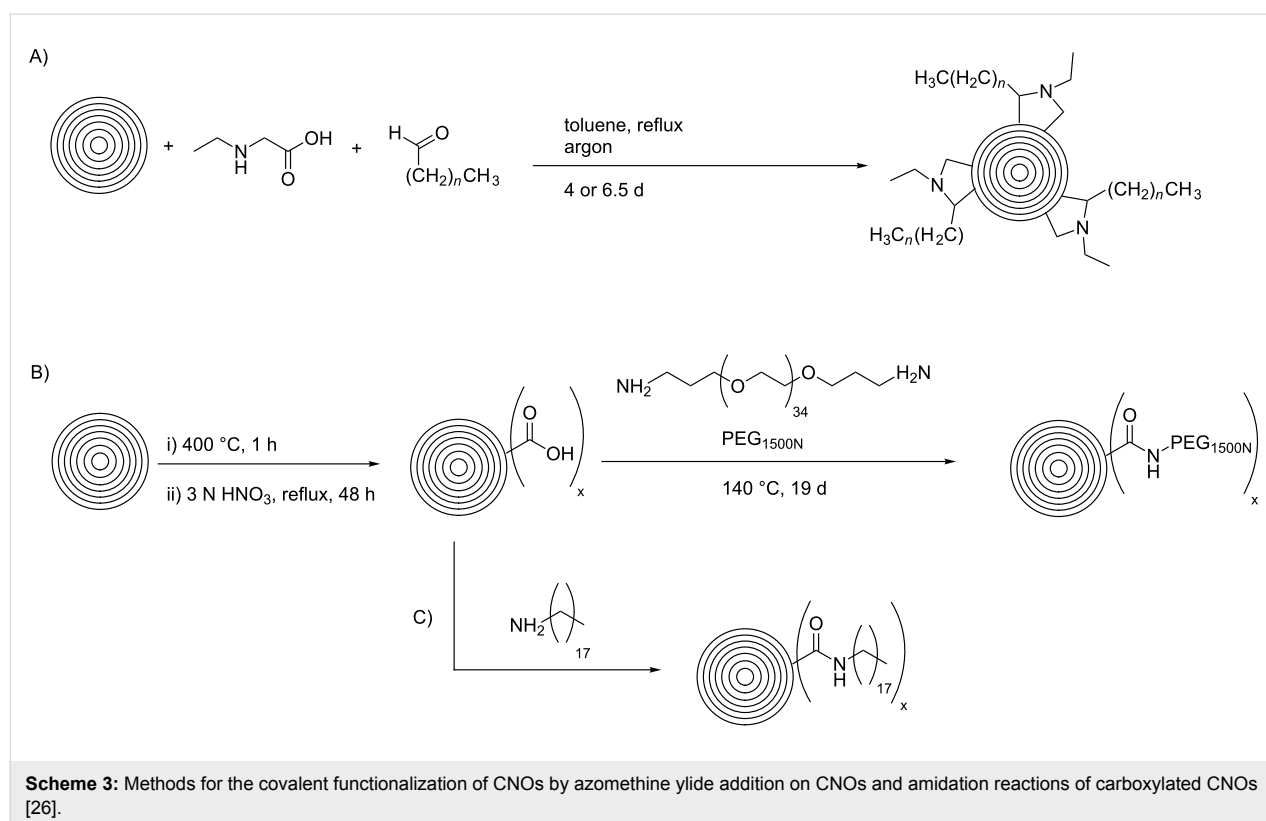 A)
H₃C(H₂C)ₙ
N
+
N
H
OH
O
+
H
O
(CH₂)ₙCH₃
toluene, reflux
argon
4 or 6.5 d
N
(CH₂)ₙCH₃
N
H₃Cₙ(H₂C)
B)
i) 400 °C, 1 h
ii) 3 N HNO₃, reflux, 48 h
O
OH
x
NH₂
O
O
H₂N
34
PEG₁₅₀₀N
140 °C, 19 d
O
N
H
PEG₁₅₀₀N
x
C)
NH₂
17
O
N
H
17
x
Scheme 3: Methods for the covalent functionalization of CNOs by azomethine ylide addition on CNOs and amidation reactions of carboxylated CNOs
[26].